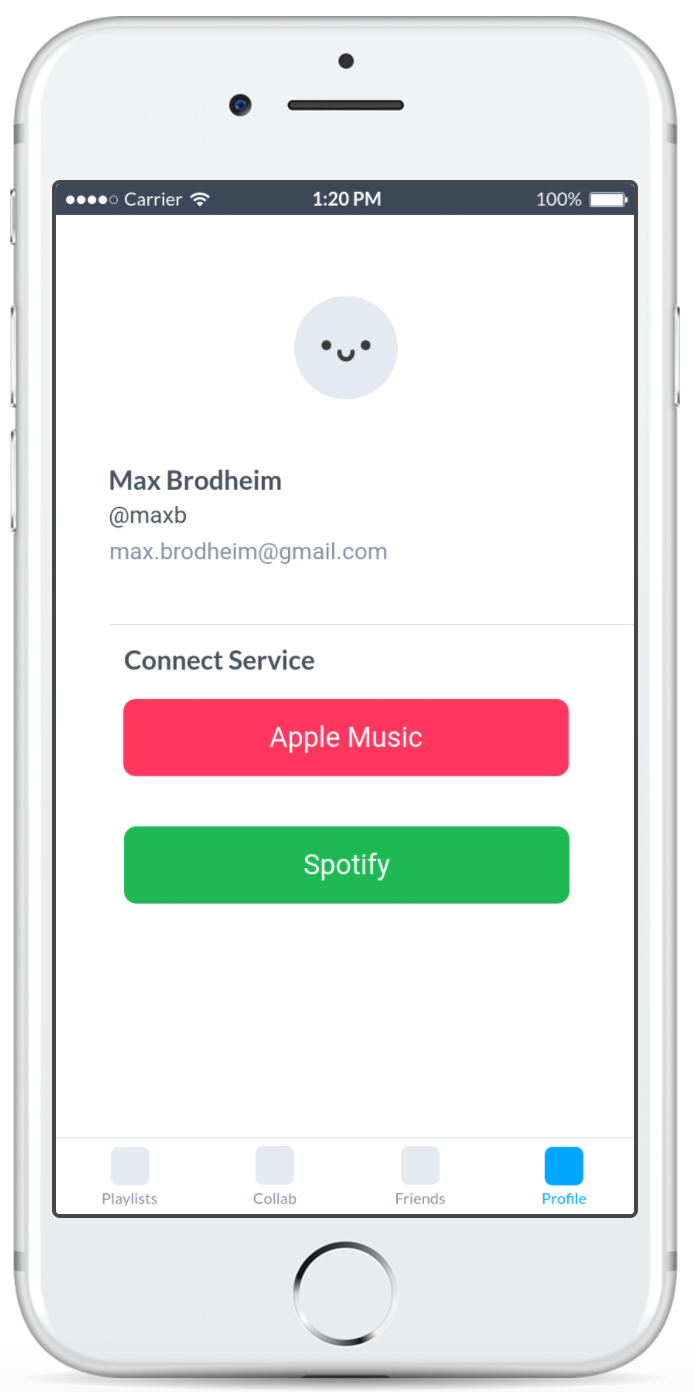 Carrier 1:20 PM 100%
Max Brodheim
@maxb
max.brodheim@gmail.com
Connect Service
Apple Music
Spotify
Playlists Collab Friends Profile